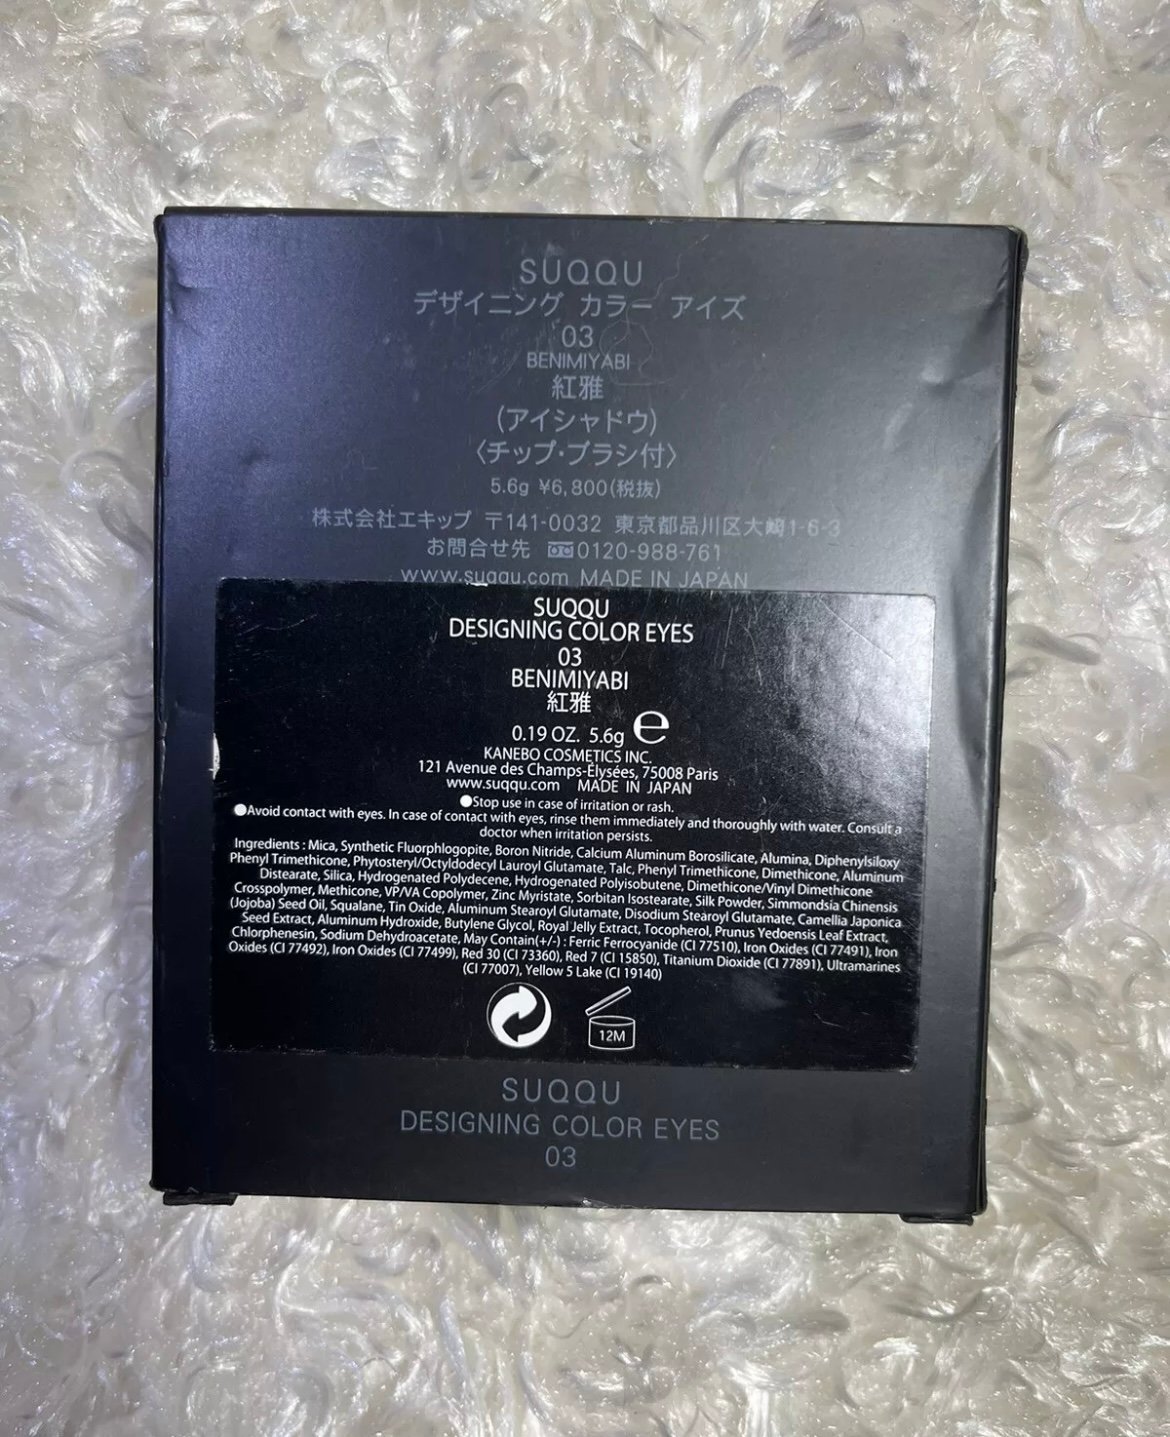 SUQQU
デザイニング カラー アイズ
03
BENIMIYABI
紅雅
(アイシャドウ)
〈チップ・ブラシ付〉
5.6g ¥6,800(税抜)
株式会社エキップ 〒141-0032 東京都品川区大崎1-6-3
お問合せ先 0120-988-761
www.suqqu.com MADE IN JAPAN
SUQQU
DESIGNING COLOR EYES
03
BENIMIYABI
紅雅
0.19 OZ. 5.6g ℮
KANEBO COSMETICS INC.
121 Avenue des Champs-Élysées, 75008 Paris
www.suqqu.com MADE IN JAPAN
●Stop use in case of irritation or rash.
●Avoid contact with eyes. In case of contact with eyes, rinse them immediately and thoroughly with water. Consult a
doctor when irritation persists.
Ingredients : Mica, Synthetic Fluorphlogopite, Boron Nitride, Calcium Aluminum Borosilicate, Alumina, Diphenylsiloxy
Phenyl Trimethicone, Phytosteryl/Octyldodecyl Lauroyl Glutamate, Talc, Phenyl Trimethicone, Dimethicone, Aluminum
Distearate, Silica, Hydrogenated Polydecene, Hydrogenated Polyisobutene, Dimethicone/Vinyl Dimethicone
Crosspolymer, Methicone, VP/VA Copolymer, Zinc Myristate, Sorbitan Isostearate, Silk Powder, Simmondsia Chinensis
(Jojoba) Seed Oil, Squalane, Tin Oxide, Aluminum Stearoyl Glutamate, Disodium Stearoyl Glutamate, Camellia Japonica
Seed Extract, Aluminum Hydroxide, Butylene Glycol, Royal Jelly Extract, Tocopherol, Prunus Yedoensis Leaf Extract,
Chlorphenesin, Sodium Dehydroacetate, May Contain(+/-) : Ferric Ferrocyanide (CI 77510), Iron Oxides (CI 77491), Iron
Oxides (CI 77492), Iron Oxides (CI 77499), Red 30 (CI 73360), Red 7 (CI 15850), Titanium Dioxide (CI 77891), Ultramarines
(CI 77007), Yellow 5 Lake (CI 19140)
12M
SUQQU
DESIGNING COLOR EYES
03